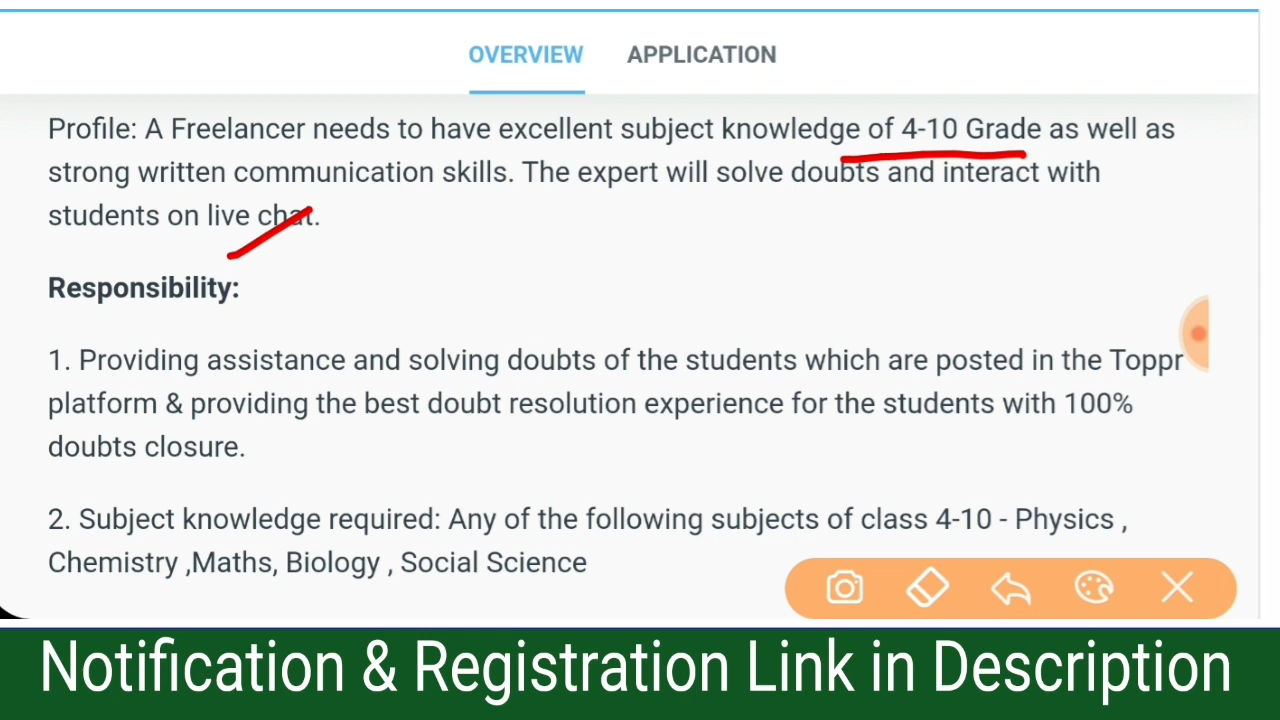 OVERVIEW APPLICATION
Profile: A Freelancer needs to have excellent subject knowledge of 4-10 Grade as well as
strong written communication skills. The expert will solve doubts and interact with
students on live chat.
Responsibility:
1. Providing assistance and solving doubts of the students which are posted in the Toppr
platform & providing the best doubt resolution experience for the students with 100%
doubts closure.
2. Subject knowledge required: Any of the following subjects of class 4-10 - Physics ,
Chemistry ,Maths, Biology , Social Science
Notification & Registration Link in Description